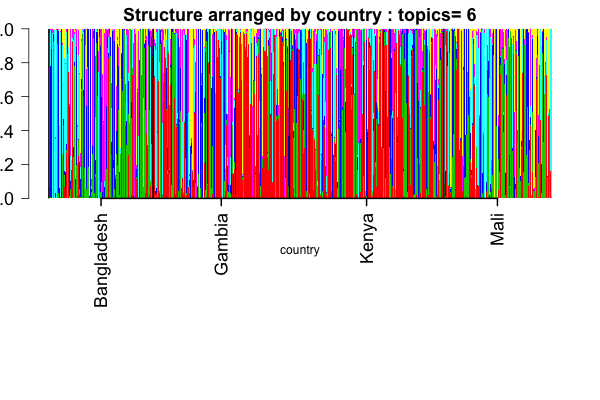 Structure arranged by country : topics= 6
.0
.8
.6
.4
.2
.0
Bangladesh
Gambia
Kenya
Mali
country